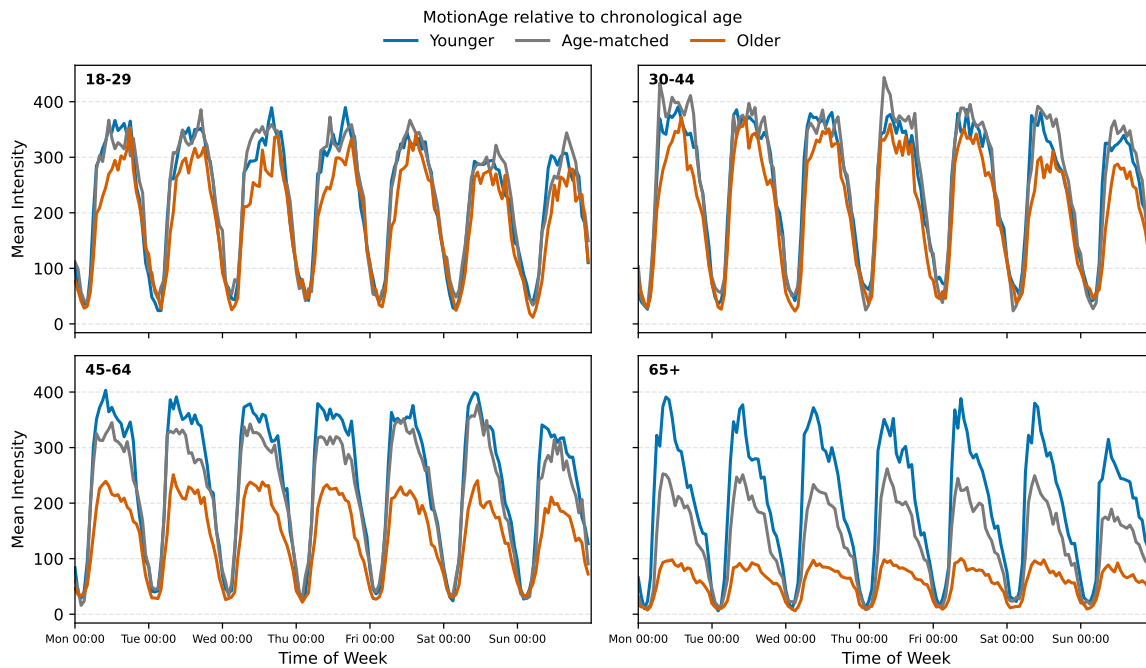 MotionAge relative to chronological age
Younger Age-matched Older
18-29
400
300
200
100
0
Mean Intensity
30-44
45-64
400
300
200
100
0
Mean Intensity
Mon 00:00 Tue 00:00 Wed 00:00 Thu 00:00 Fri 00:00 Sat 00:00 Sun 00:00
Time of Week
65+
Mon 00:00 Tue 00:00 Wed 00:00 Thu 00:00 Fri 00:00 Sat 00:00 Sun 00:00
Time of Week